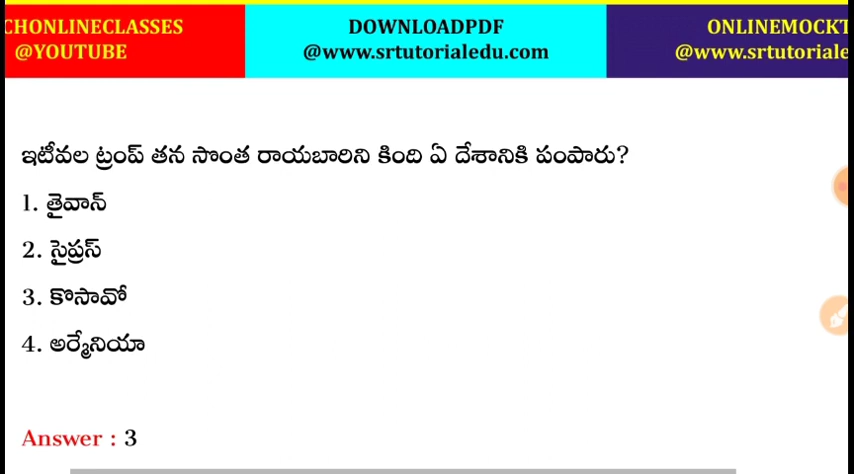 CHONLINECLASSES
@YOUTUBE
DOWNLOADPDF
@www.srtutorialedu.com
ONLINEMOCKT
@www.srtutoriale
ఇటీవల ట్రంప్ తన సొంత రాయబారిని కింది ఏ దేశానికి పంపారు?
1. తైవాన్
2. సైప్రస్
3. కొసావో
4. అర్మేనియా
Answer : 3